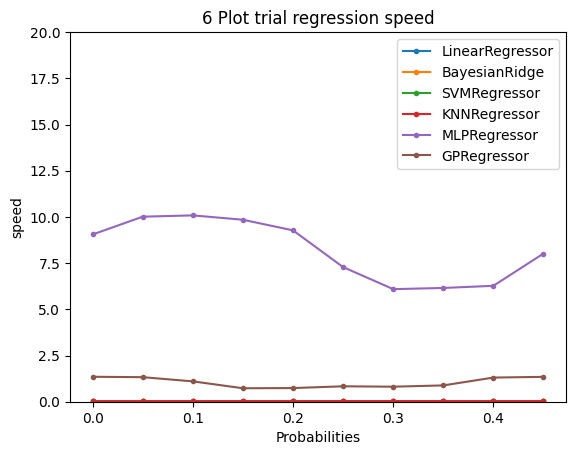 6 Plot trial regression speed
20.0
17.5
15.0
12.5
10.0
7.5
5.0
2.5
0.0
speed
LinearRegressor
BayesianRidge
SVMRegressor
KNNRegressor
MLPRegressor
GPRegressor
0.0 0.1 0.2 0.3 0.4
Probabilities